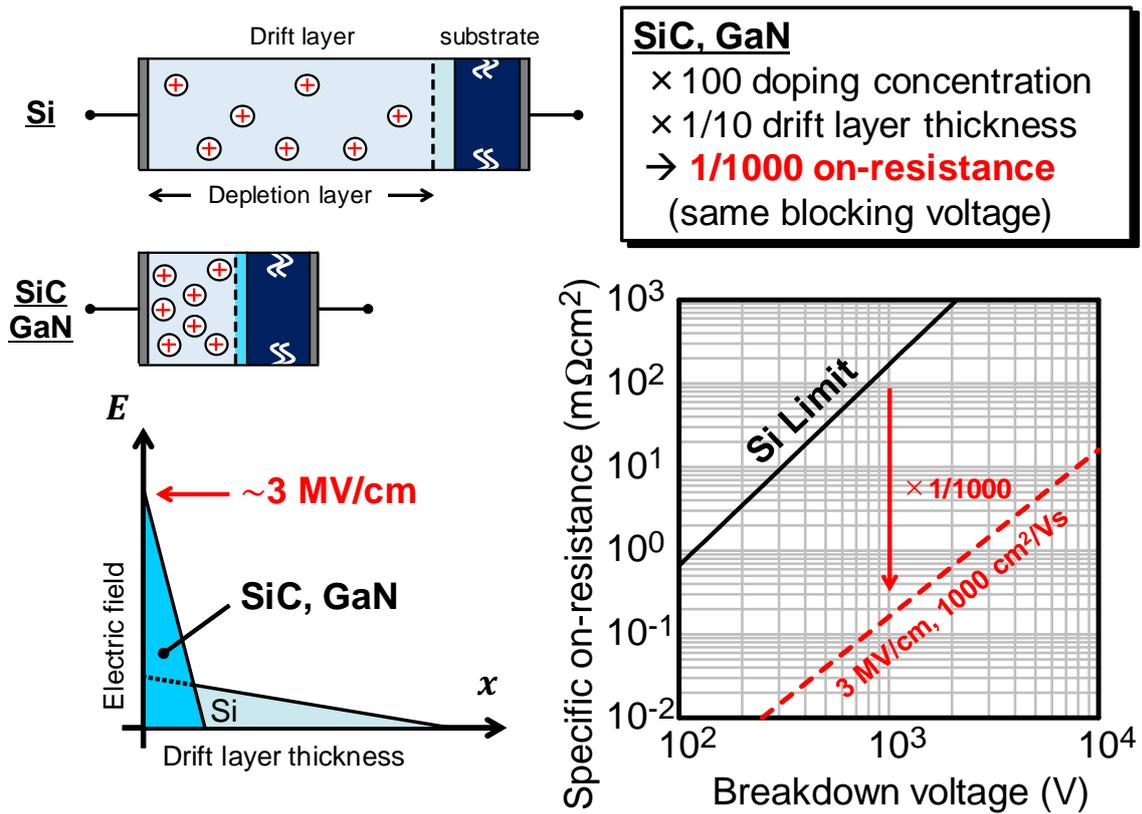 Drift layer
substrate
Si
Depletion layer
SiC
GaN
SiC, GaN
×100 doping concentration
×1/10 drift layer thickness
→ 1/1000 on-resistance
(same blocking voltage)
E
~3 MV/cm
SiC, GaN
Electric field
Si
x
Drift layer thickness
Specific on-resistance (mΩcm²)
10³
10²
10¹
10⁰
10⁻¹
10⁻²
Si Limit
×1/1000
3 MV/cm, 1000 cm²/Vs
10² 10³ 10⁴
Breakdown voltage (V)